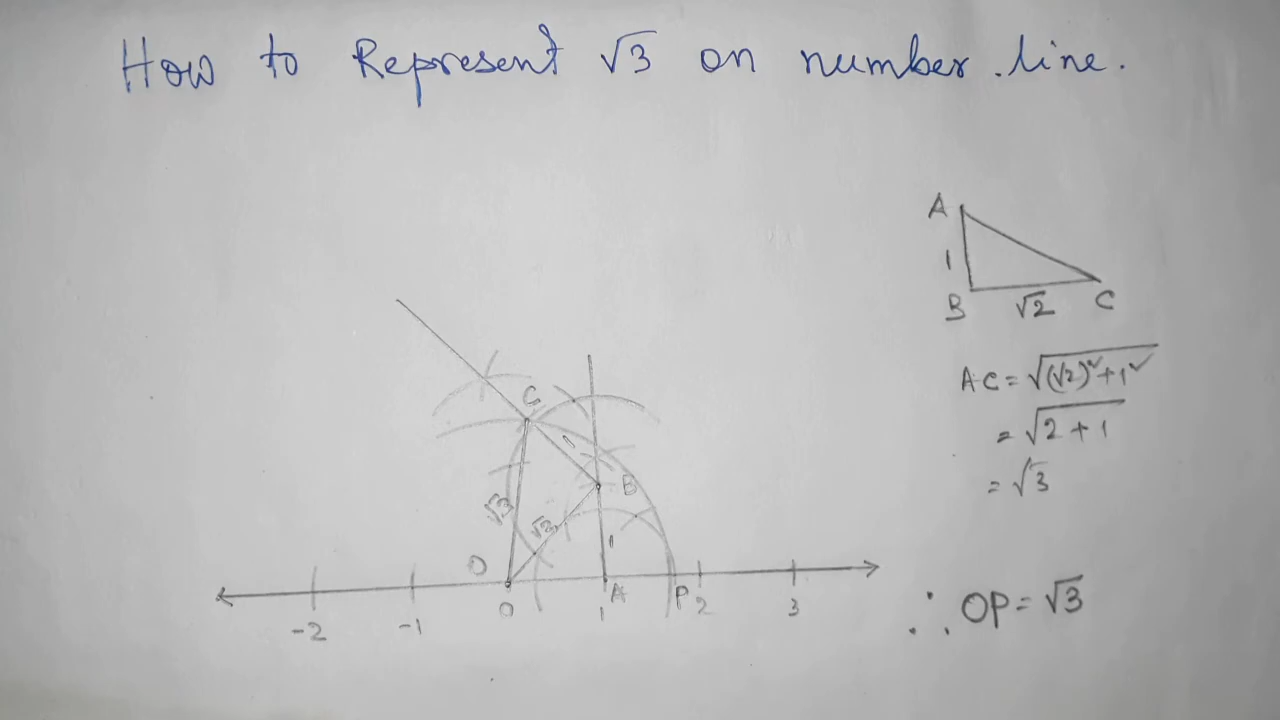 How to Represent √3 on number line.
A
1
B √2 C
AC = √(√2)²+1²
= √2+1
= √3
C
1
B
√3
√2
1
O
A
P
-2 -1 0 1 2 3
∴ OP = √3